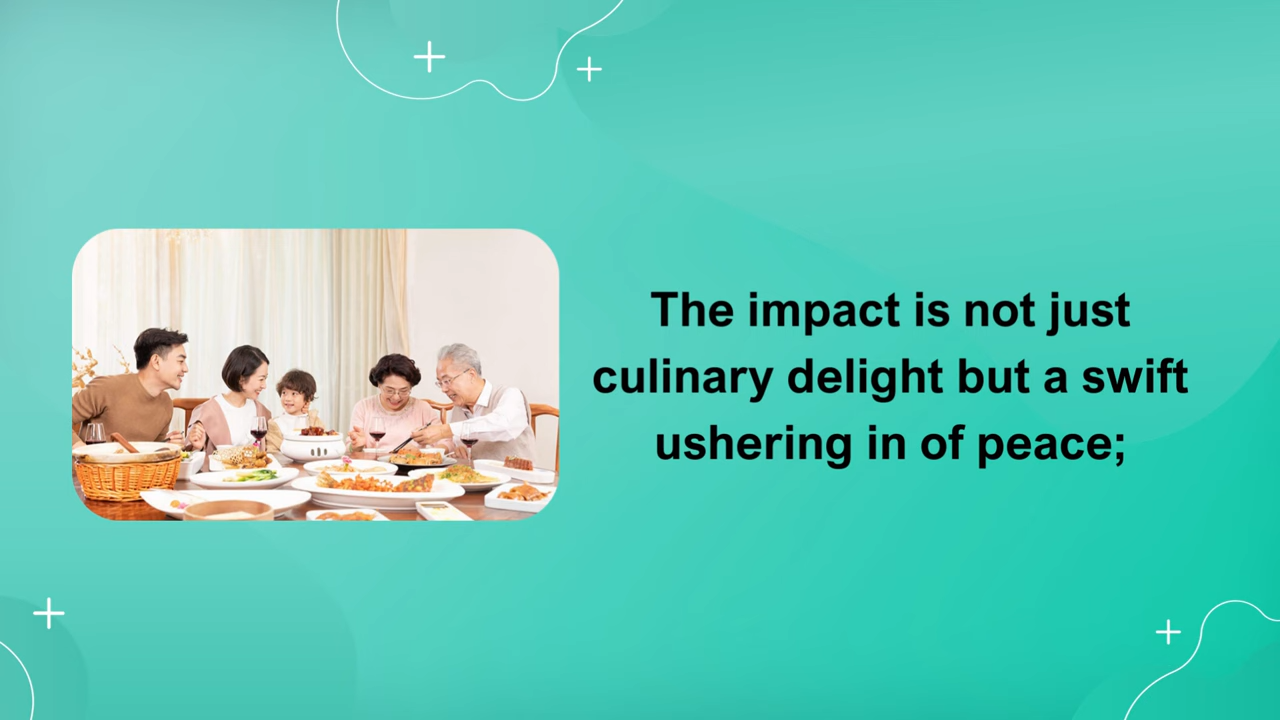 The impact is not just
culinary delight but a swift
ushering in of peace;